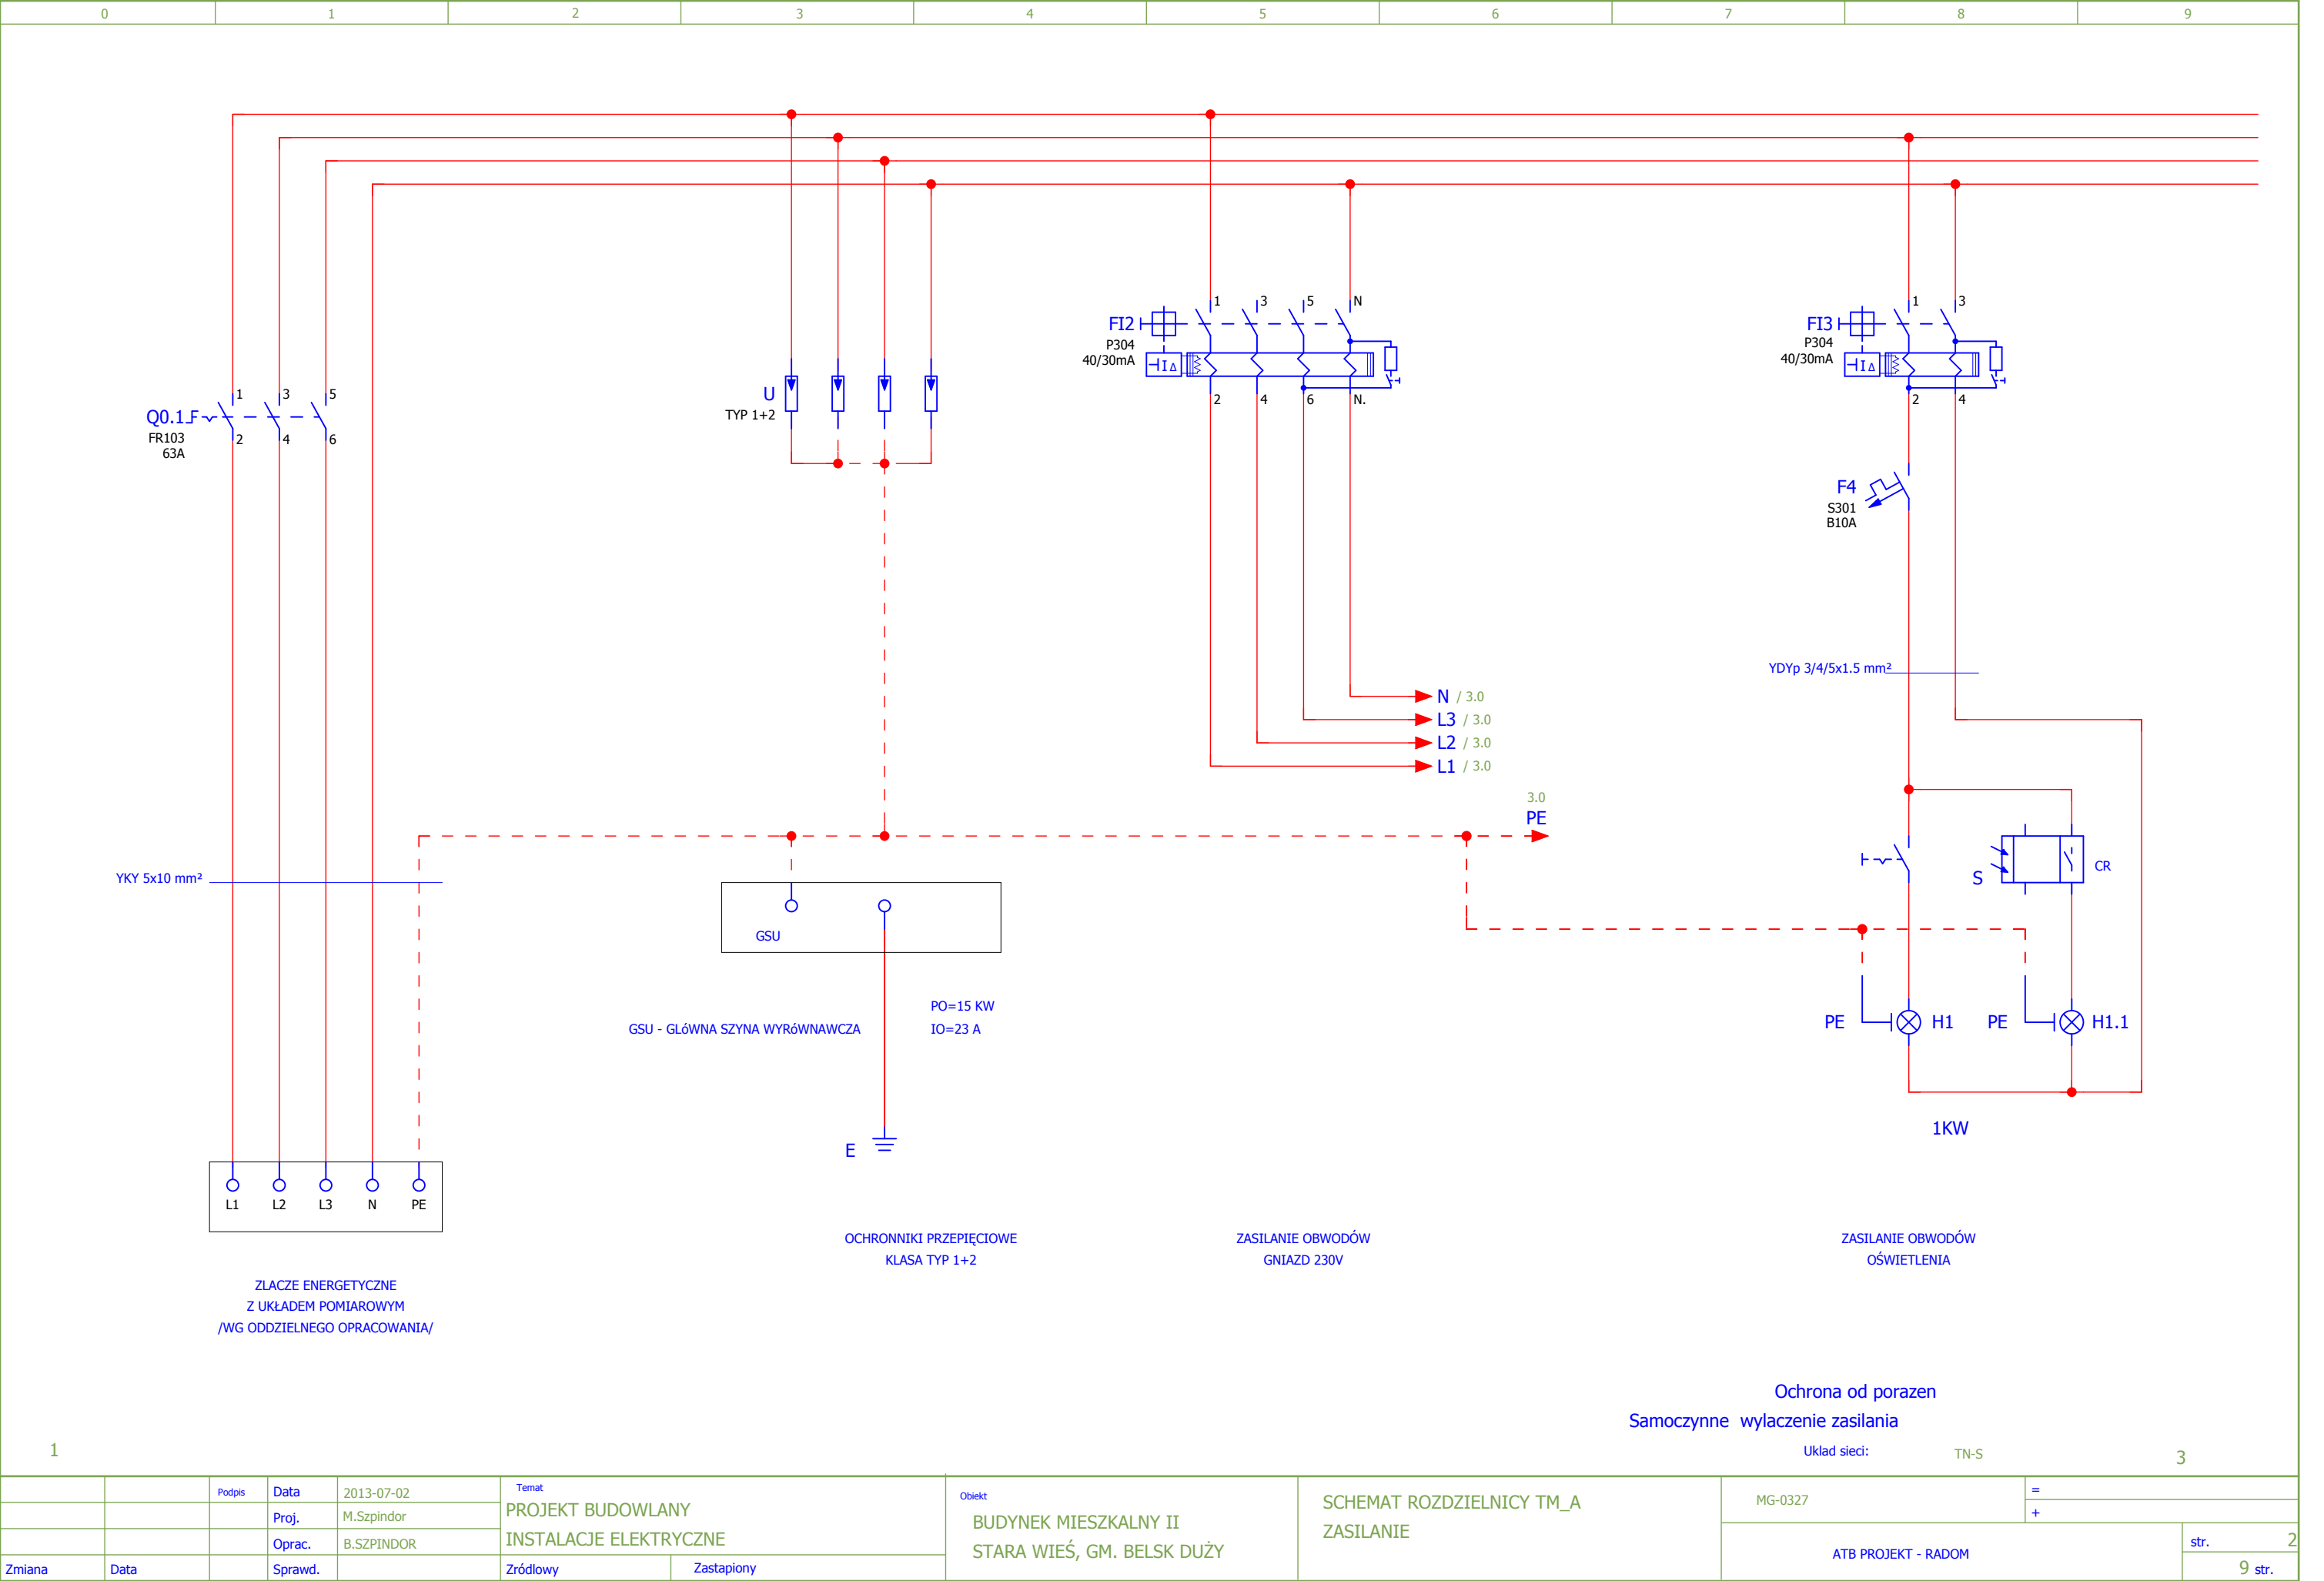 0 1 2 3 4 5 6 7 8 9
1 3 5 N
FI2
P304
40/30mA
I Δ
2 4 6 N.
1 3
FI3
P304
40/30mA
I Δ
2 4
1 3 5
Q0.1
FR103
63A
2 4 6
U
TYP 1+2
F4
S301
B10A
YDYp 3/4/5x1.5 mm²
N / 3.0
L3 / 3.0
L2 / 3.0
L1 / 3.0
3.0
PE
YKY 5x10 mm²
S
CR
GSU
PO=15 KW
GSU - GLóWNA SZYNA WYRóWNAWCZA
IO=23 A
PE H1 PE H1.1
1KW
E
L1 L2 L3 N PE
OCHRONNIKI PRZEPIĘCIOWE
KLASA TYP 1+2
ZASILANIE OBWODÓW
GNIAZD 230V
ZASILANIE OBWODÓW
OŚWIETLENIA
ZLACZE ENERGETYCZNE
Z UKŁADEM POMIAROWYM
/WG ODDZIELNEGO OPRACOWANIA/
Ochrona od porazen
Samoczynne wylaczenie zasilania
Uklad sieci: TN-S
1
3
Podpis
Data 2013-07-02
Proj. M.Szpindor
Oprac. B.SZPINDOR
Zmiana Data Sprawd.
Temat
PROJEKT BUDOWLANY
INSTALACJE ELEKTRYCZNE
Zródlowy Zastapiony
Obiekt
BUDYNEK MIESZKALNY II
STARA WIEŚ, GM. BELSK DUŻY
SCHEMAT ROZDZIELNICY TM_A
ZASILANIE
MG-0327
=
+
ATB PROJEKT - RADOM
str. 2
9 str.